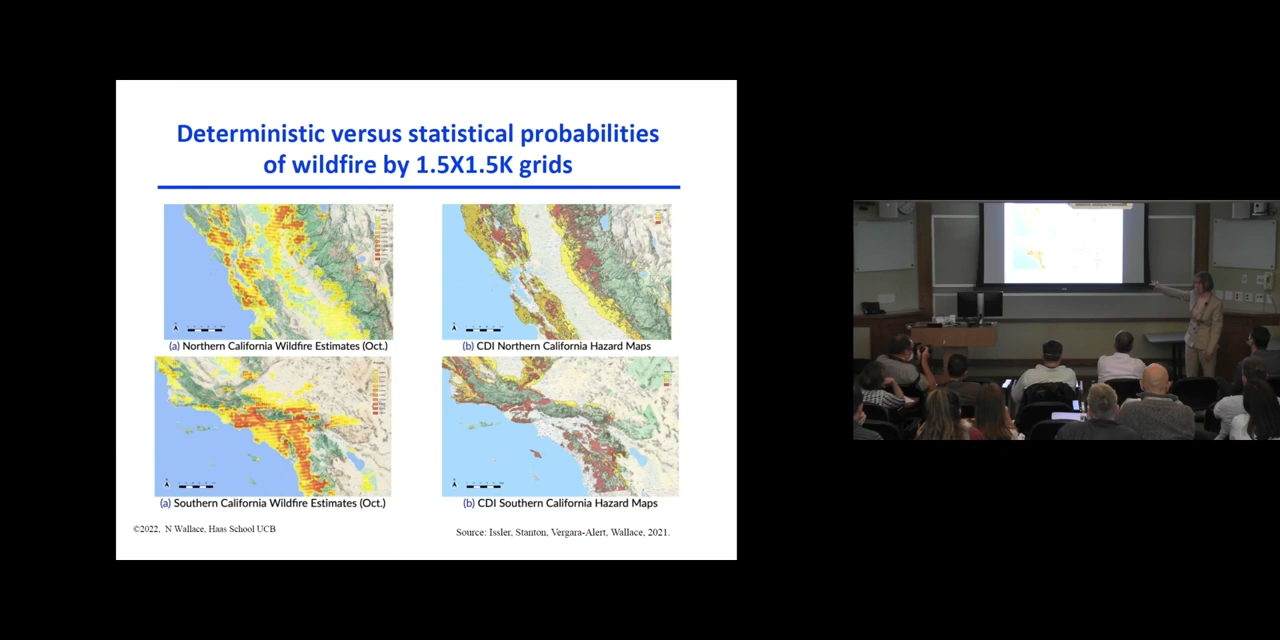 Deterministic versus statistical probabilities
of wildfire by 1.5X1.5K grids
(a) Northern California Wildfire Estimates (Oct.)
(b) CDI Northern California Hazard Maps
(a) Southern California Wildfire Estimates (Oct.)
(b) CDI Southern California Hazard Maps
©2022, N Wallace, Haas School UCB
Source: Issler, Stanton, Vergara-Alert, Wallace, 2021.